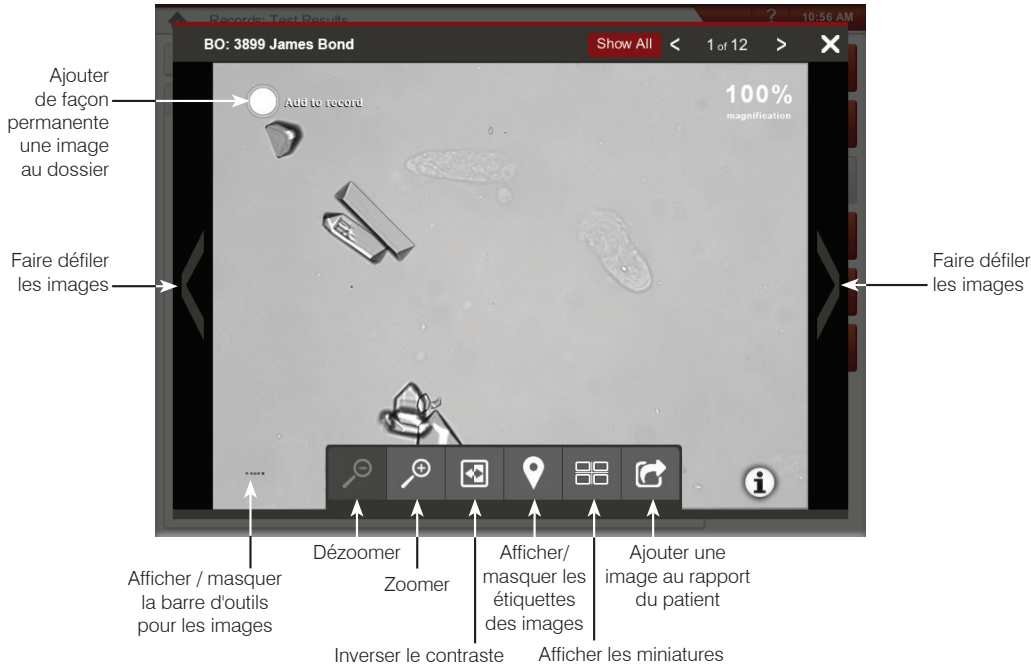 Records: Test Results
?
10:56 AM
BO: 3899 James Bond
Show All
<
1 of 12
>
Add to record
100%
magnification
Ajouter
de façon
permanente
une image
au dossier
Faire défiler
les images
Faire défiler
les images
Dézoomer
Zoomer
Afficher/
masquer les
étiquettes
des images
Ajouter une
image au rapport
du patient
Afficher / masquer
la barre d'outils
pour les images
Inverser le contraste
Afficher les miniatures